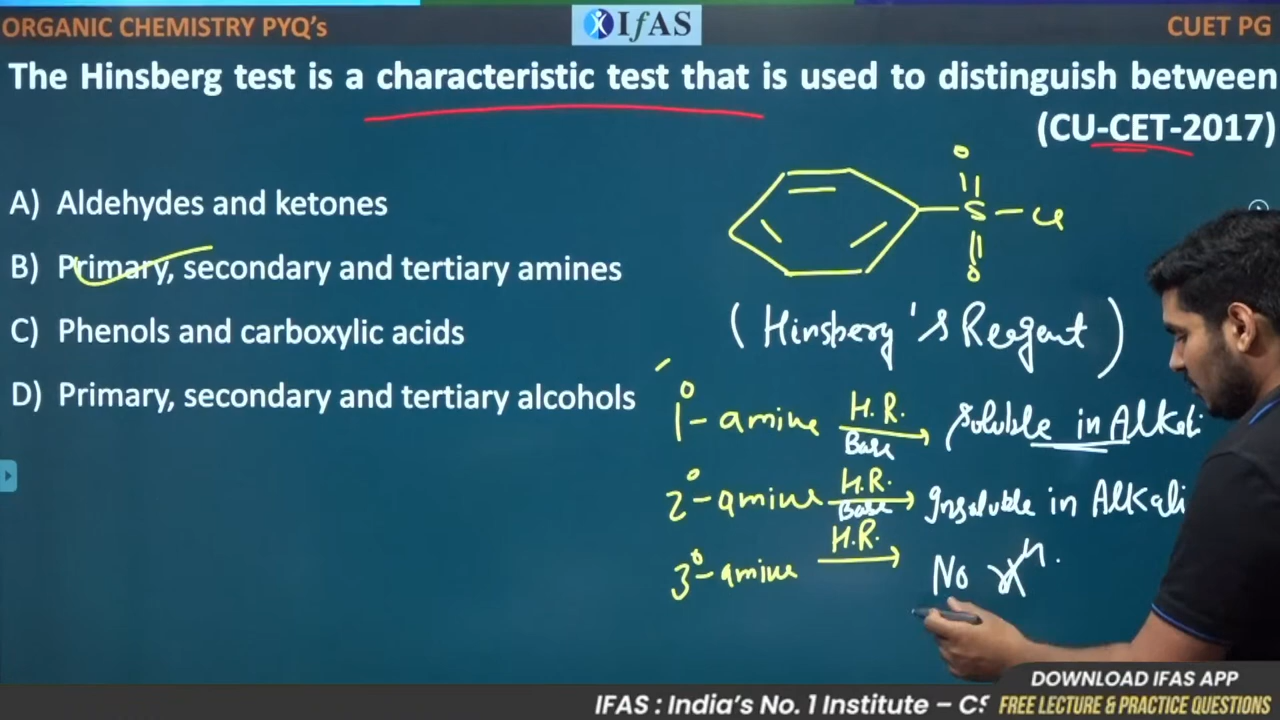 ORGANIC CHEMISTRY PYQ's
IfAS
CUET PG
The Hinsberg test is a characteristic test that is used to distinguish between
(CU-CET-2017)
A) Aldehydes and ketones
B) Primary, secondary and tertiary amines
C) Phenols and carboxylic acids
D) Primary, secondary and tertiary alcohols
O
S Cl
O
(Hinsberg's Reagent)
1°-amine H.R. Base Soluble in Alkali
2°-amine H.R. Base Insoluble in Alkali
3°-amine H.R. No rxn.
DOWNLOAD IFAS APP
IFAS : India's No. 1 Institute – CS
FREE LECTURE & PRACTICE QUESTIONS